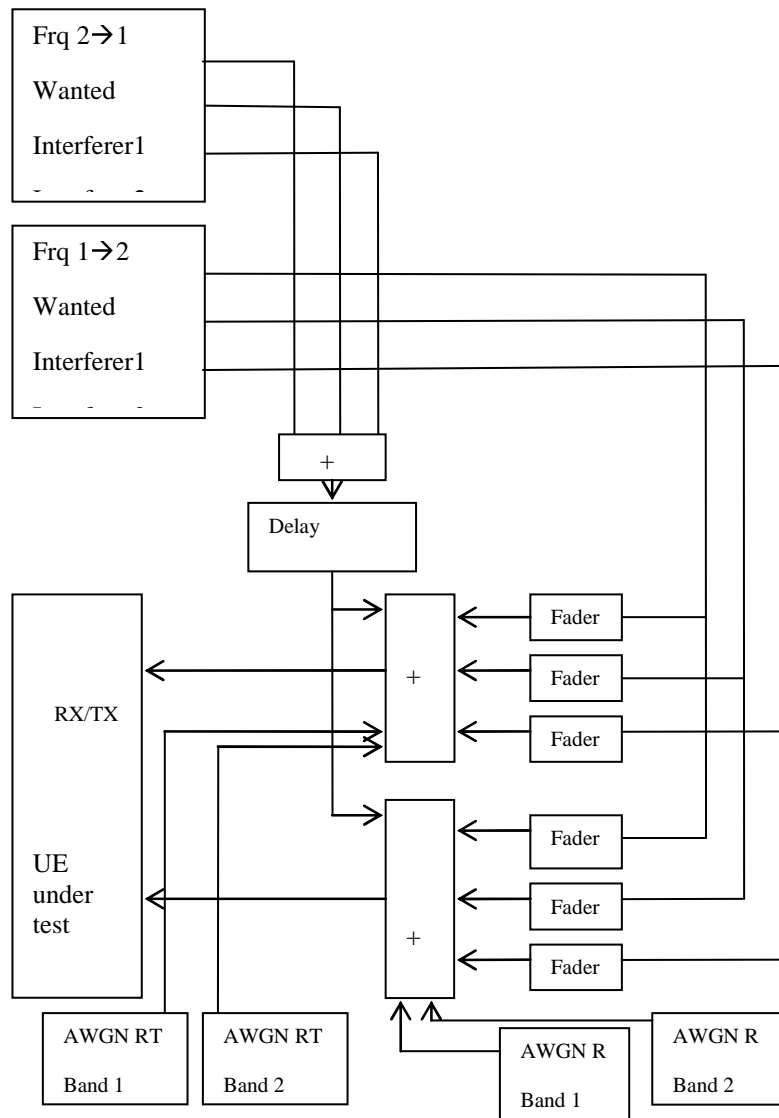 Frq 2→1
Wanted
Interferer1
Frq 1→2
Wanted
Interferer1
+
Delay
Fader
+
Fader
RX/TX
Fader
Fader
UE
under
test
Fader
+
Fader
AWGN RT
Band 1
AWGN RT
Band 2
AWGN R
Band 1
AWGN R
Band 2